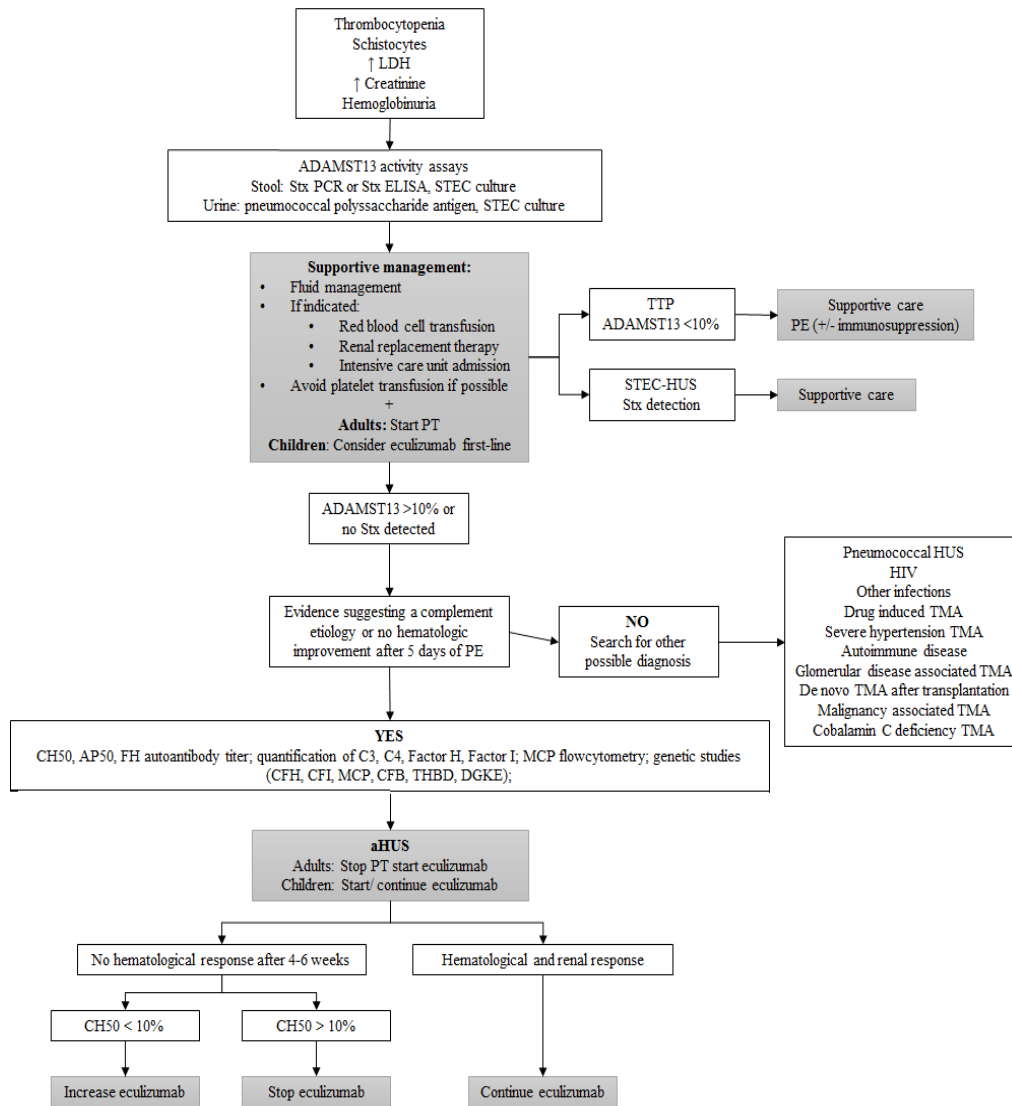 Thrombocytopenia
Schistocytes
↑ LDH
↑ Creatinine
Hemoglobinuria
ADAMST13 activity assays
Stool: Stx PCR or Stx ELISA, STEC culture
Urine: pneumococcal polyssaccharide antigen, STEC culture
Supportive management:
• Fluid management
• If indicated:
• Red blood cell transfusion
• Renal replacement therapy
• Intensive care unit admission
• Avoid platelet transfusion if possible
+
Adults: Start PT
Children: Consider eculizumab first-line
TTP
ADAMST13 <10%
Supportive care
PE (+/- immunosuppression)
STEC-HUS
Stx detection
Supportive care
ADAMST13 >10% or
no Stx detected
Evidence suggesting a complement
etiology or no hematologic
improvement after 5 days of PE
NO
Search for other
possible diagnosis
Pneumococcal HUS
HIV
Other infections
Drug induced TMA
Severe hypertension TMA
Autoimmune disease
Glomerular disease associated TMA
De novo TMA after transplantation
Malignancy associated TMA
Cobalamin C deficiency TMA
YES
CH50, AP50, FH autoantibody titer; quantification of C3, C4, Factor H, Factor I; MCP flowcytometry; genetic studies
(CFH, CFI, MCP, CFB, THBD, DGKE);
aHUS
Adults: Stop PT start eculizumab
Children: Start/ continue eculizumab
No hematological response after 4-6 weeks
Hematological and renal response
CH50 < 10%
CH50 > 10%
Increase eculizumab
Stop eculizumab
Continue eculizumab